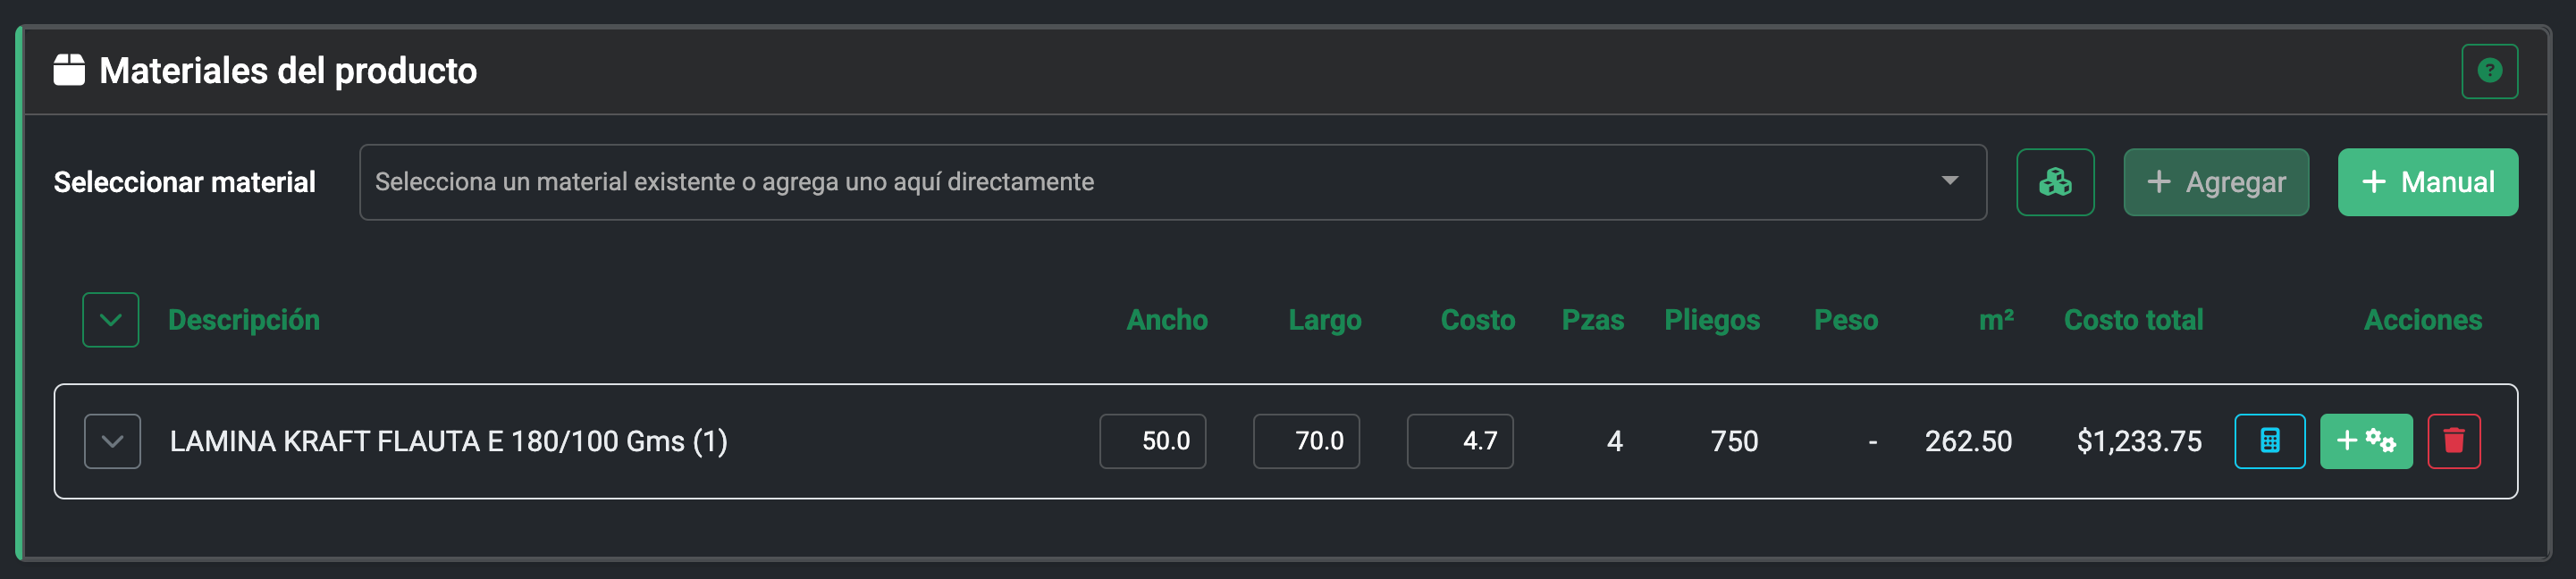 Materiales del producto
?
Seleccionar material Selecciona un material existente o agrega uno aquí directamente + Agregar + Manual
Descripción Ancho Largo Costo Pzas Pliegos Peso m² Costo total Acciones
LAMINA KRAFT FLAUTA E 180/100 Gms (1) 50.0 70.0 4.7 4 750 - 262.50 $1,233.75 +